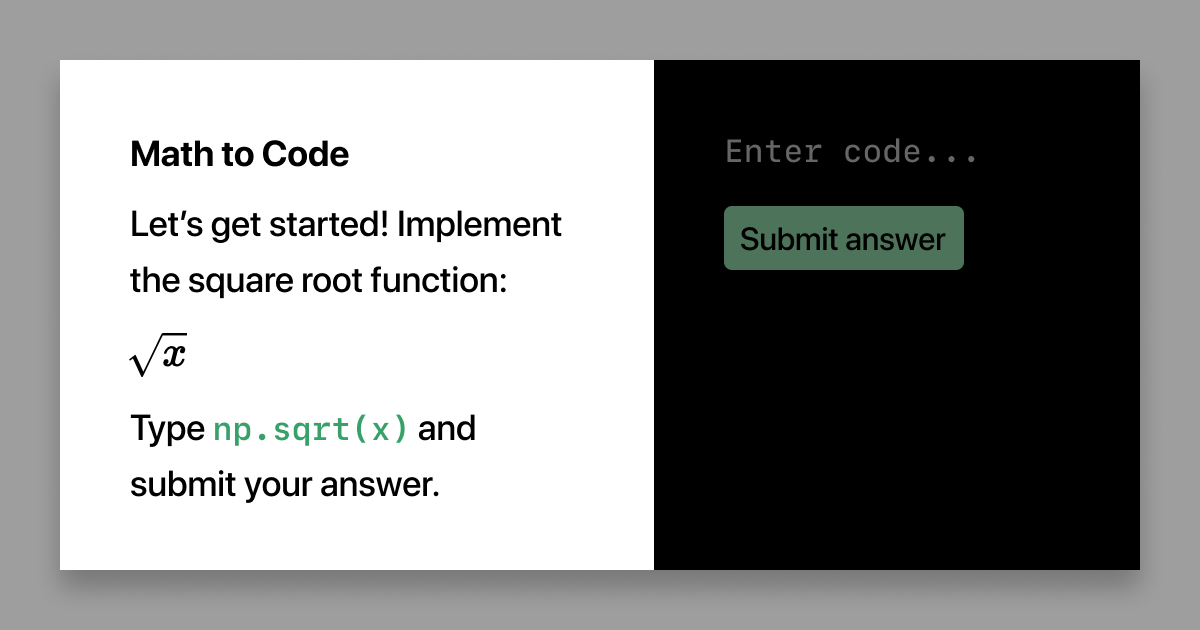 Math to Code
Let’s get started! Implement
the square root function:
√x
Type np.sqrt(x) and
submit your answer.
Enter code...
Submit answer